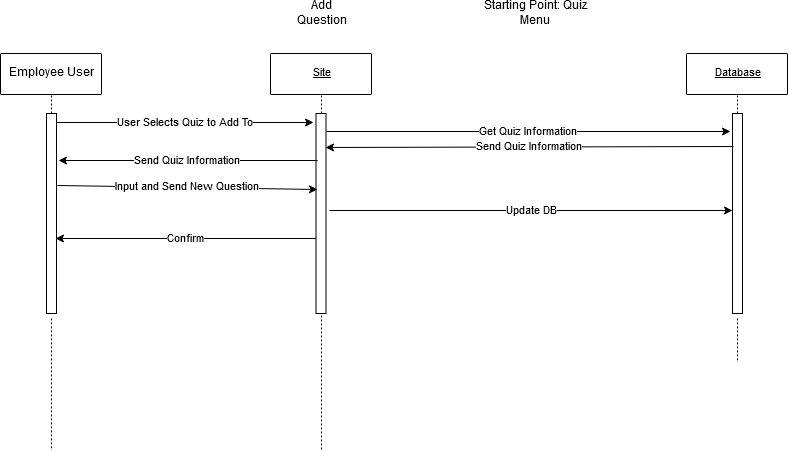 Add
Question
Starting Point: Quiz
Menu
Employee User
Site
Database
User Selects Quiz to Add To
Get Quiz Information
Send Quiz Information
Send Quiz Information
Input and Send New Question
Update DB
Confirm